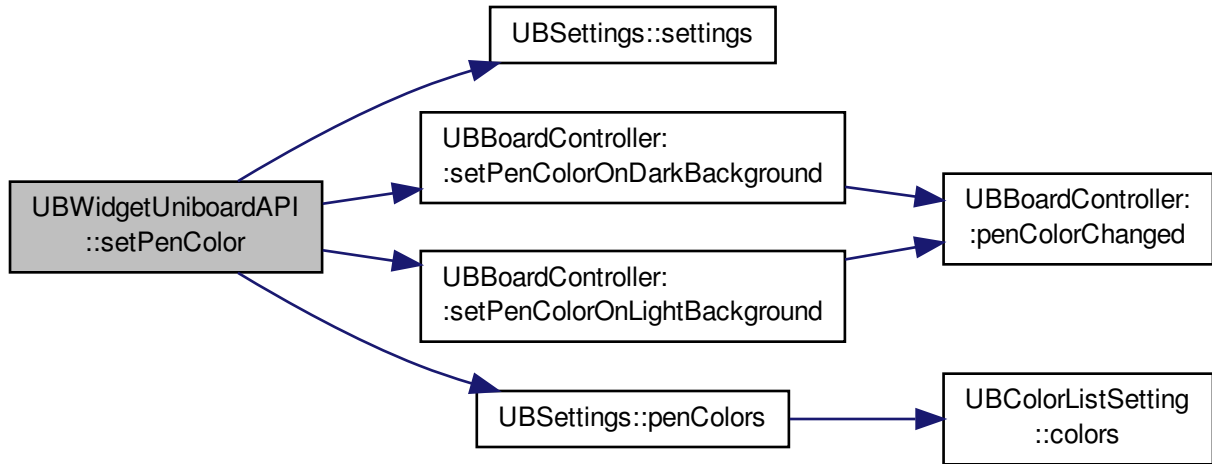 UBWidgetUniboardAPI
::setPenColor
UBSettings::settings
UBBoardController:
:setPenColorOnDarkBackground
UBBoardController:
:setPenColorOnLightBackground
UBSettings::penColors
UBBoardController:
:penColorChanged
UBColorListSetting
::colors